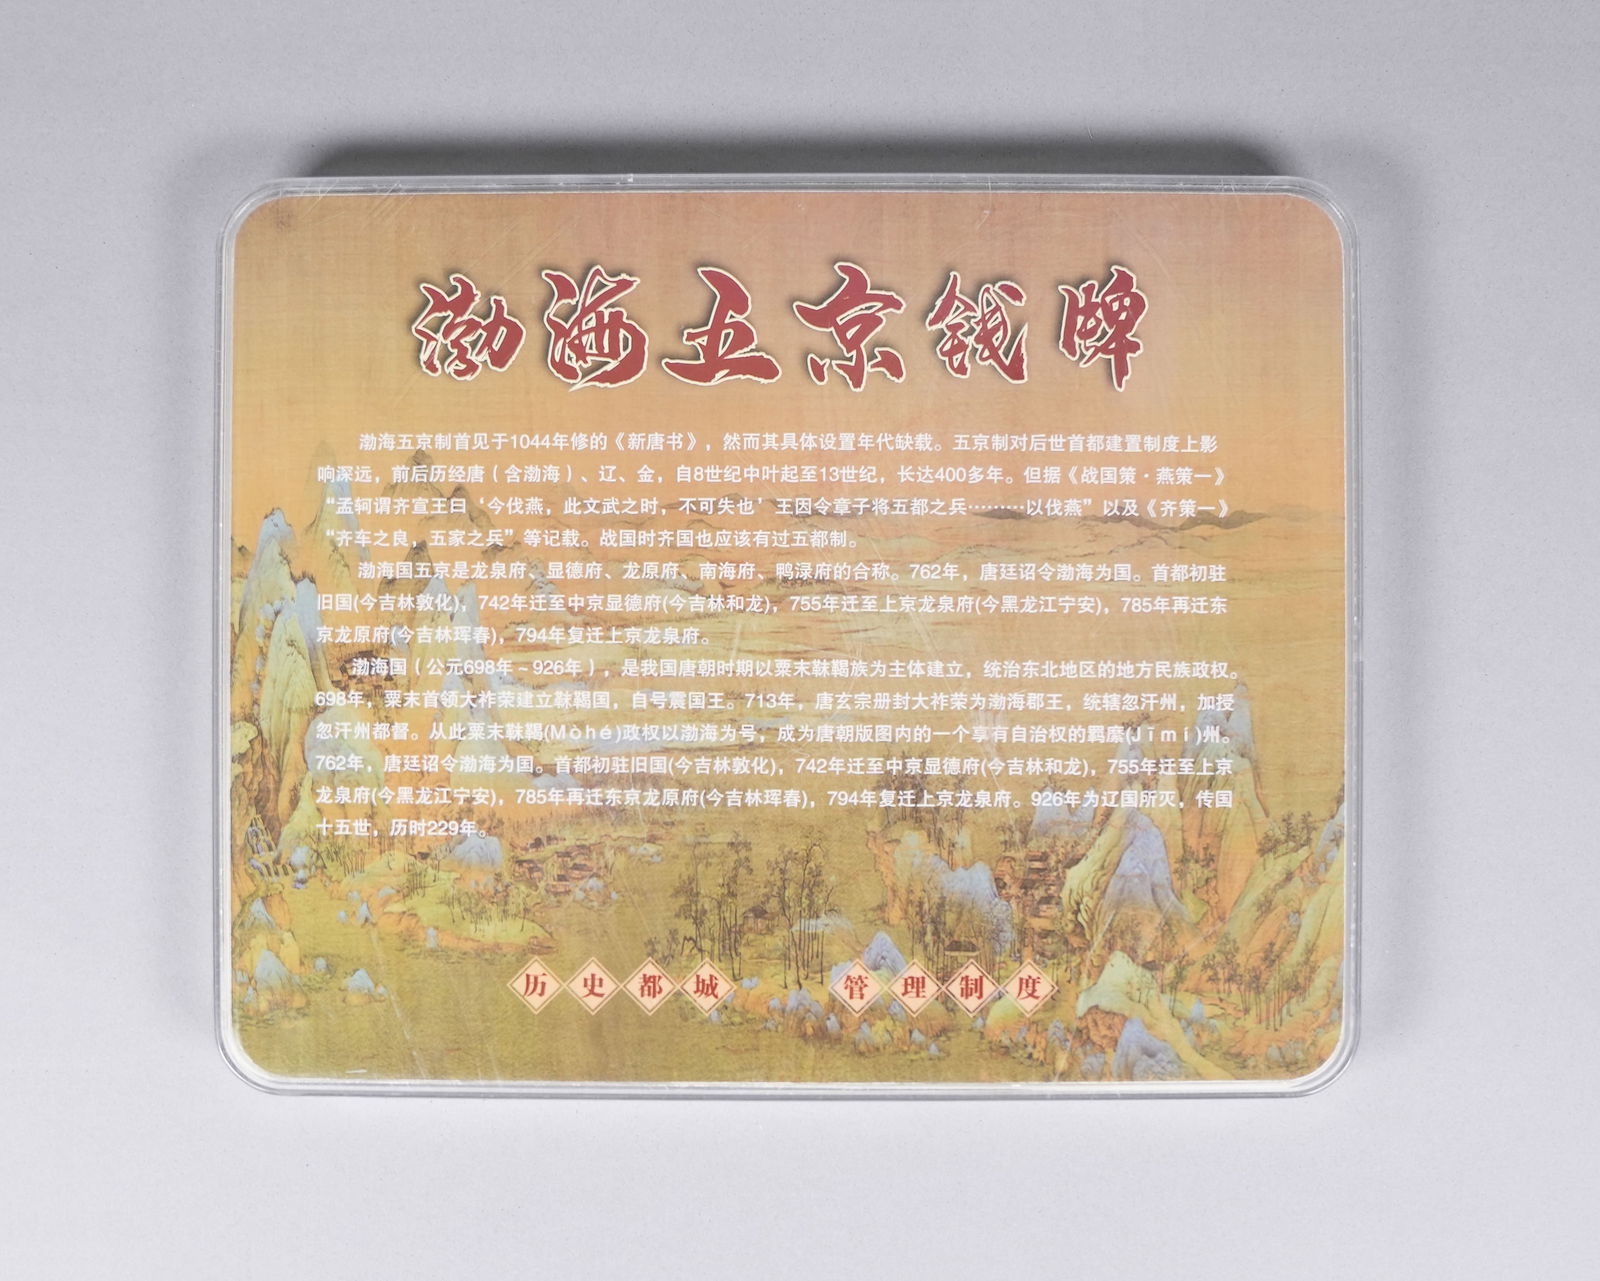 渤海五京钱牌
渤海五京制首见于1044年修的《新唐书》，然而其具体设置年代缺载。五京制对后世首都建置制度上影
响深远，前后历经唐（含渤海）、辽、金，自8世纪中叶起至13世纪，长达400多年。但据《战国策·燕策一》
“孟轲谓齐宣王曰‘今伐燕，此文武之时，不可失也’王因令章子将五都之兵………以伐燕”以及《齐策一》
“齐车之良，五家之兵”等记载。战国时齐国也应该有过五都制。
渤海国五京是龙泉府、显德府、龙原府、南海府、鸭渌府的合称。762年，唐廷诏令渤海为国。首都初驻
旧国(今吉林敦化)，742年迁至中京显德府(今吉林和龙)，755年迁至上京龙泉府(今黑龙江宁安)，785年再迁东
京龙原府(今吉林珲春)，794年复迁上京龙泉府。
渤海国（公元698年～926年），是我国唐朝时期以粟末靺鞨族为主体建立，统治东北地区的地方民族政权。
698年，粟末首领大祚荣建立靺鞨国，自号震国王。713年，唐玄宗册封大祚荣为渤海郡王，统辖忽汗州，加授
忽汗州都督。从此粟末靺鞨(Mòhé)政权以渤海为号，成为唐朝版图内的一个享有自治权的羁縻(Jīmí)州。
762年，唐廷诏令渤海为国。首都初驻旧国(今吉林敦化)，742年迁至中京显德府(今吉林和龙)，755年迁至上京
龙泉府(今黑龙江宁安)，785年再迁东京龙原府(今吉林珲春)，794年复迁上京龙泉府。926年为辽国所灭，传国
十五世，历时229年。
历史都城 管理制度